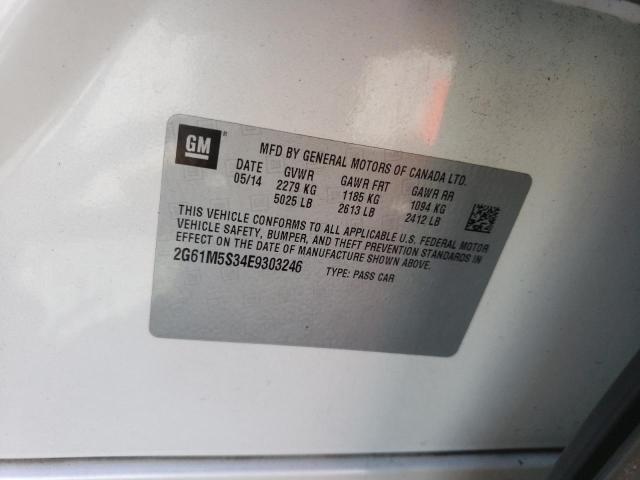 GM ®
MFD BY GENERAL MOTORS OF CANADA LTD.
DATE GVWR GAWR FRT GAWR RR
05/14 2279 KG 1185 KG 1094 KG
5025 LB 2613 LB 2412 LB
THIS VEHICLE CONFORMS TO ALL APPLICABLE U.S. FEDERAL MOTOR
VEHICLE SAFETY, BUMPER, AND THEFT PREVENTION STANDARDS IN
EFFECT ON THE DATE OF MANUFACTURE SHOWN ABOVE.
2G61M5S34E9303246 TYPE: PASS CAR